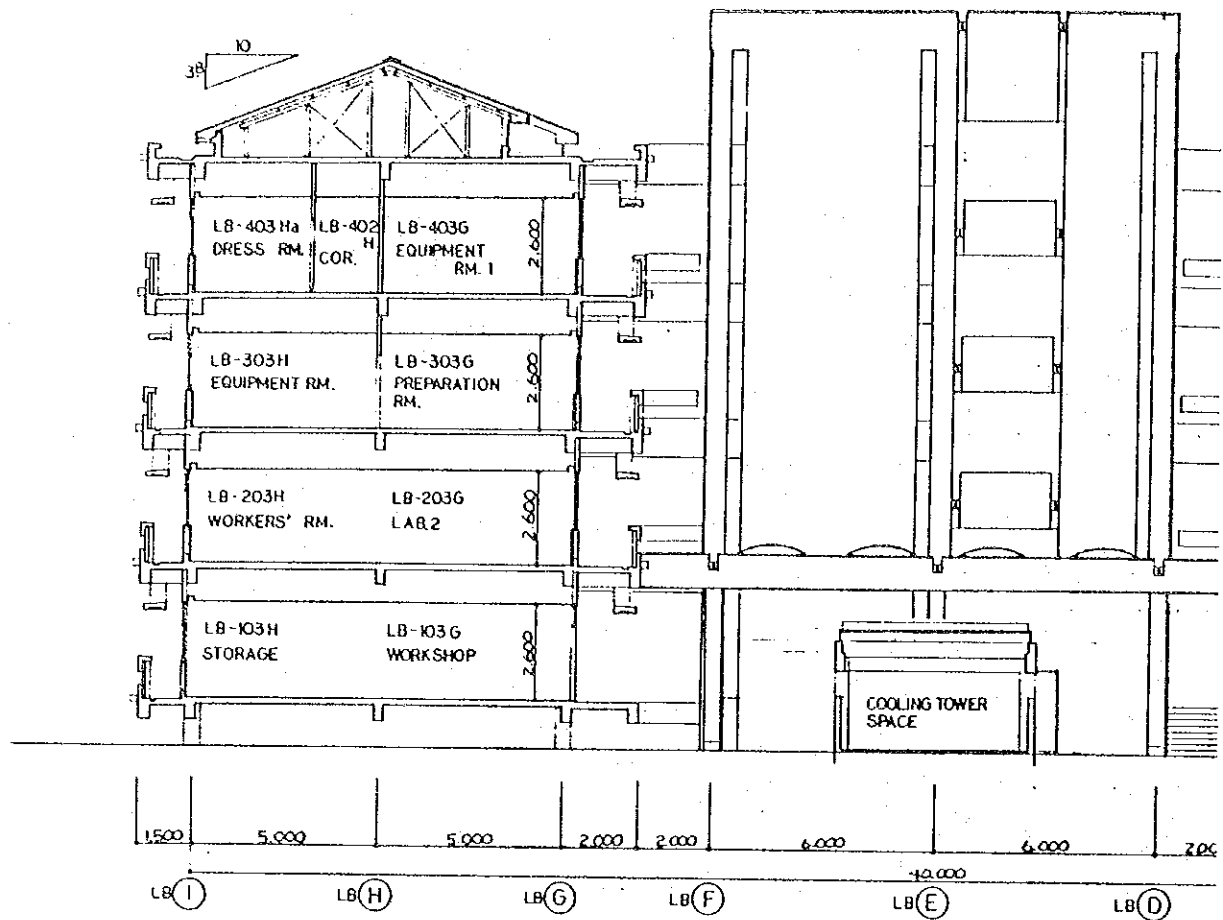 10
3.8
LB-403Ha
DRESS RM.
LB-402
H
COR.
LB-403G
EQUIPMENT
RM. 1
2.600
LB-303H
EQUIPMENT RM.
LB-303G
PREPARATION
RM.
2.600
LB-203H
WORKERS' RM.
LB-203G
LAB.2
2.600
LB-103H
STORAGE
LB-103G
WORKSHOP
2.600
COOLING TOWER
SPACE
1.500 5.000 5.000 2.000 2.000 6.000 6.000
40.000
LB I LB H LB G LB F LB E LB D